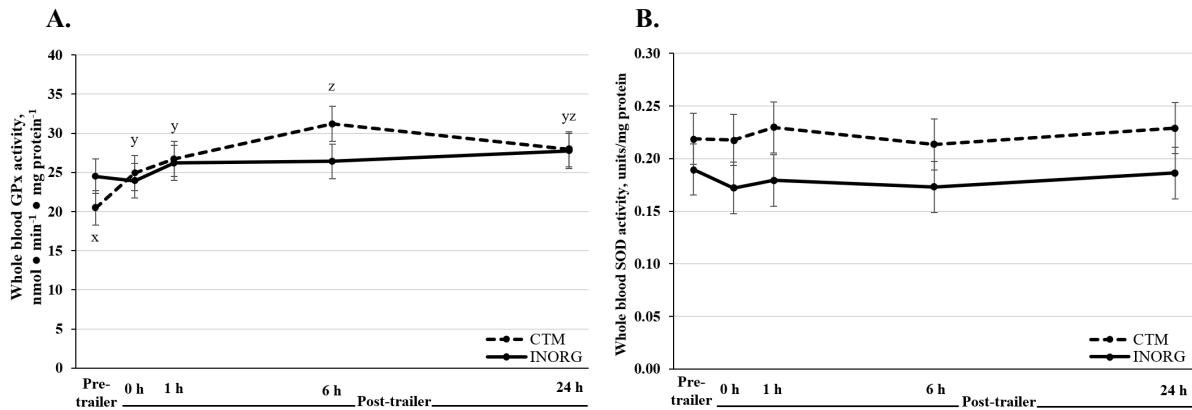 A.
Whole blood GPx activity,
nmol ● min⁻¹ ● mg protein⁻¹
40
35
30
25
20
15
10
5
0
x
y
y
z
yz
CTM
INORG
Pre-
trailer
0 h
1 h
6 h
24 h
Post-trailer
B.
Whole blood SOD activity, units/mg protein
0.30
0.25
0.20
0.15
0.10
0.05
0.00
CTM
INORG
Pre-
trailer
0 h
1 h
6 h
24 h
Post-trailer